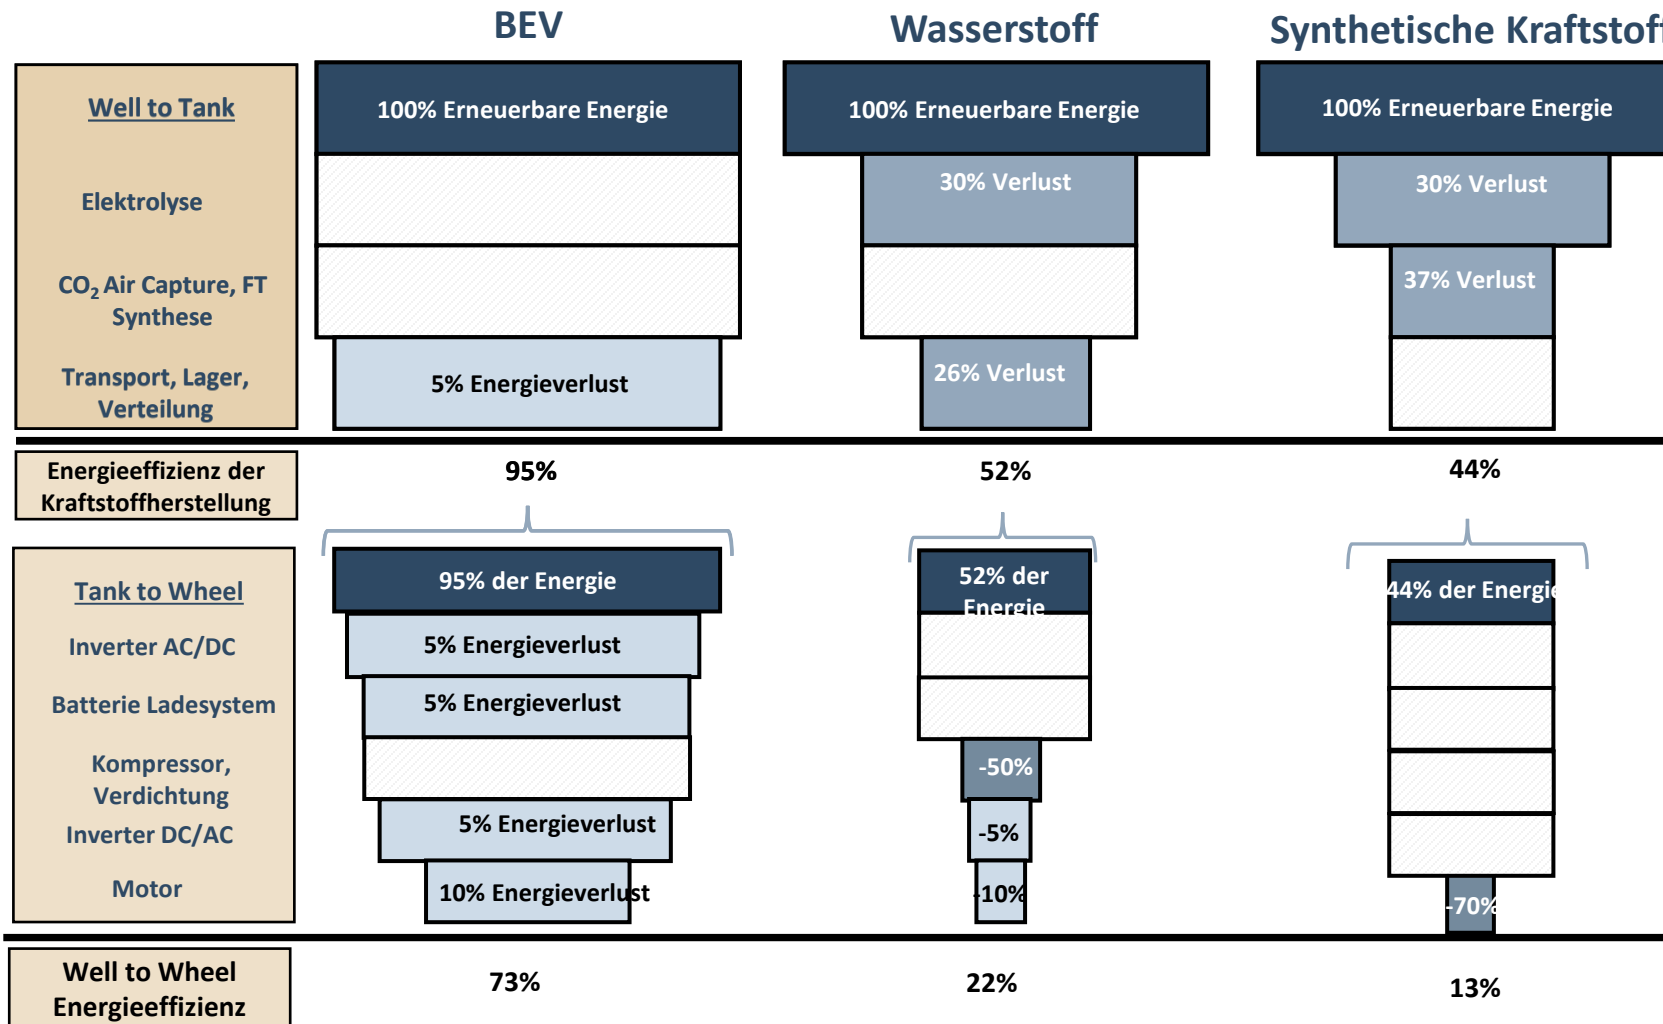 BEV
Wasserstoff
Synthetische Kraftstoff
Well to Tank
100% Erneuerbare Energie
100% Erneuerbare Energie
100% Erneuerbare Energie
Elektrolyse
30% Verlust
30% Verlust
CO₂ Air Capture, FT
Synthese
37% Verlust
Transport, Lager,
Verteilung
5% Energieverlust
26% Verlust
Energieeffizienz der
Kraftstoffherstellung
95%
52%
44%
Tank to Wheel
95% der Energie
52% der
Energie
44% der Energie
Inverter AC/DC
5% Energieverlust
Batterie Ladesystem
5% Energieverlust
Kompressor,
Verdichtung
-50%
Inverter DC/AC
5% Energieverlust
-5%
Motor
10% Energieverlust
-10%
-70%
Well to Wheel
Energieeffizienz
73%
22%
13%